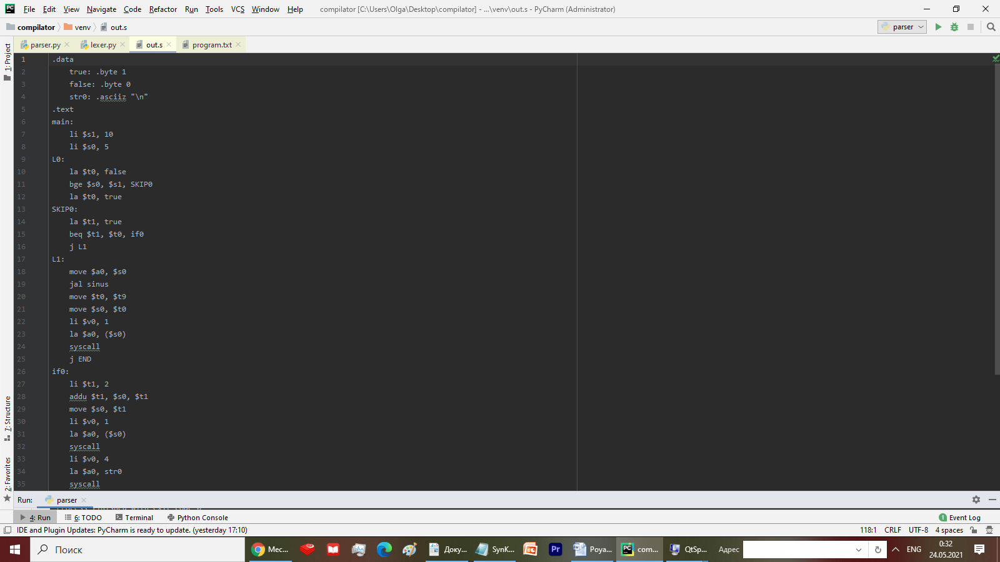 File Edit View Navigate Code Refactor Run Tools VCS Window Help compilator [C:\Users\Olga\Desktop\compilator] - ...\venv\out.s - PyCharm (Administrator)
compilator venv out.s parser
parser.py lexer.py out.s program.txt
1: Project
1 .data
2 true: .byte 1
3 false: .byte 0
4 str0: .asciiz "\n"
5 .text
6 main:
7 li $s1, 10
8 li $s0, 5
9 L0:
10 la $t0, false
11 bge $s0, $s1, SKIP0
12 la $t0, true
13 SKIP0:
14 la $t1, true
15 beq $t1, $t0, if0
16 j L1
17 L1:
18 move $a0, $s0
19 jal sinus
20 move $t0, $t9
21 move $s0, $t0
22 li $v0, 1
23 la $a0, ($s0)
24 syscall
25 j END
26 if0:
27 li $t1, 2
28 addu $t1, $s0, $t1
29 move $s0, $t1
30 li $v0, 1
31 la $a0, ($s0)
32 syscall
33 li $v0, 4
34 la $a0, str0
35 syscall
7: Structure
2: Favorites
Run: parser
4: Run 6: TODO Terminal Python Console 1 Event Log
IDE and Plugin Updates: PyCharm is ready to update. (yesterday 17:10) 118:1 CRLF UTF-8 4 spaces
Поиск Мес... Доку... SynK... Poya... com... QtSp... Адрес ENG 0:32
24.05.2021